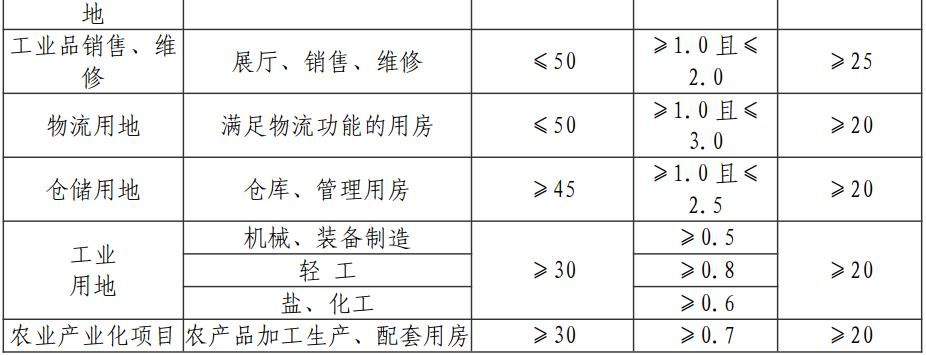 地
工业品销售、维修 展厅、销售、维修 ≤50 ≥1.0且≤2.0 ≥25
物流用地 满足物流功能的用房 ≤50 ≥1.0且≤3.0 ≥20
仓储用地 仓库、管理用房 ≥45 ≥1.0且≤2.5 ≥20
工业用地 机械、装备制造 ≥30 ≥0.5 ≥20
轻 工 ≥0.8
盐、化工 ≥0.6
农业产业化项目 农产品加工生产、配套用房 ≥30 ≥0.7 ≥20